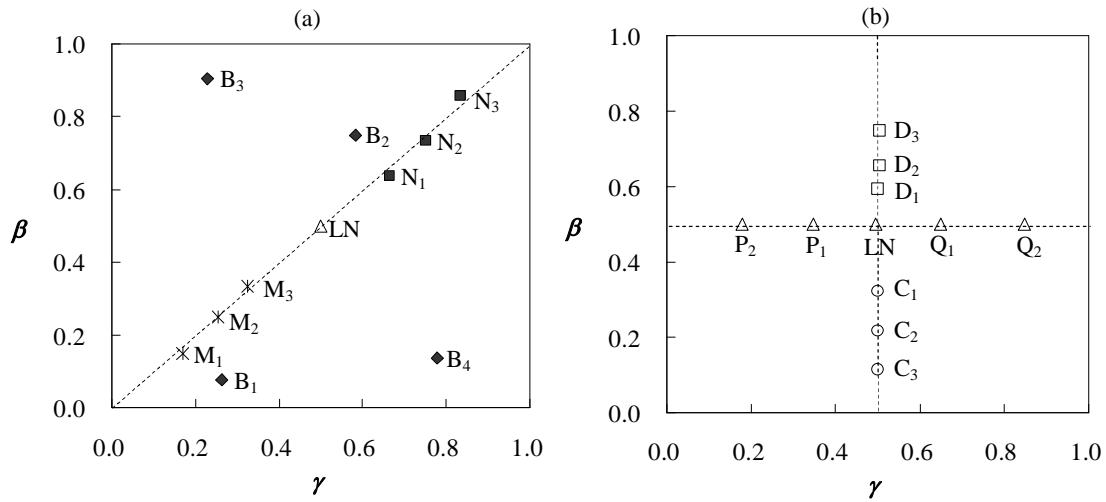 (a)
1.0
0.8
0.6
0.4
0.2
0.0
β
B₃
N₃
B₂
N₂
N₁
LN
M₃
M₂
M₁
B₁
B₄
0.0 0.2 0.4 0.6 0.8 1.0
γ
(b)
1.0
0.8
0.6
0.4
0.2
0.0
β
D₃
D₂
D₁
P₂ P₁ LN Q₁ Q₂
C₁
C₂
C₃
0.0 0.2 0.4 0.6 0.8 1.0
γ